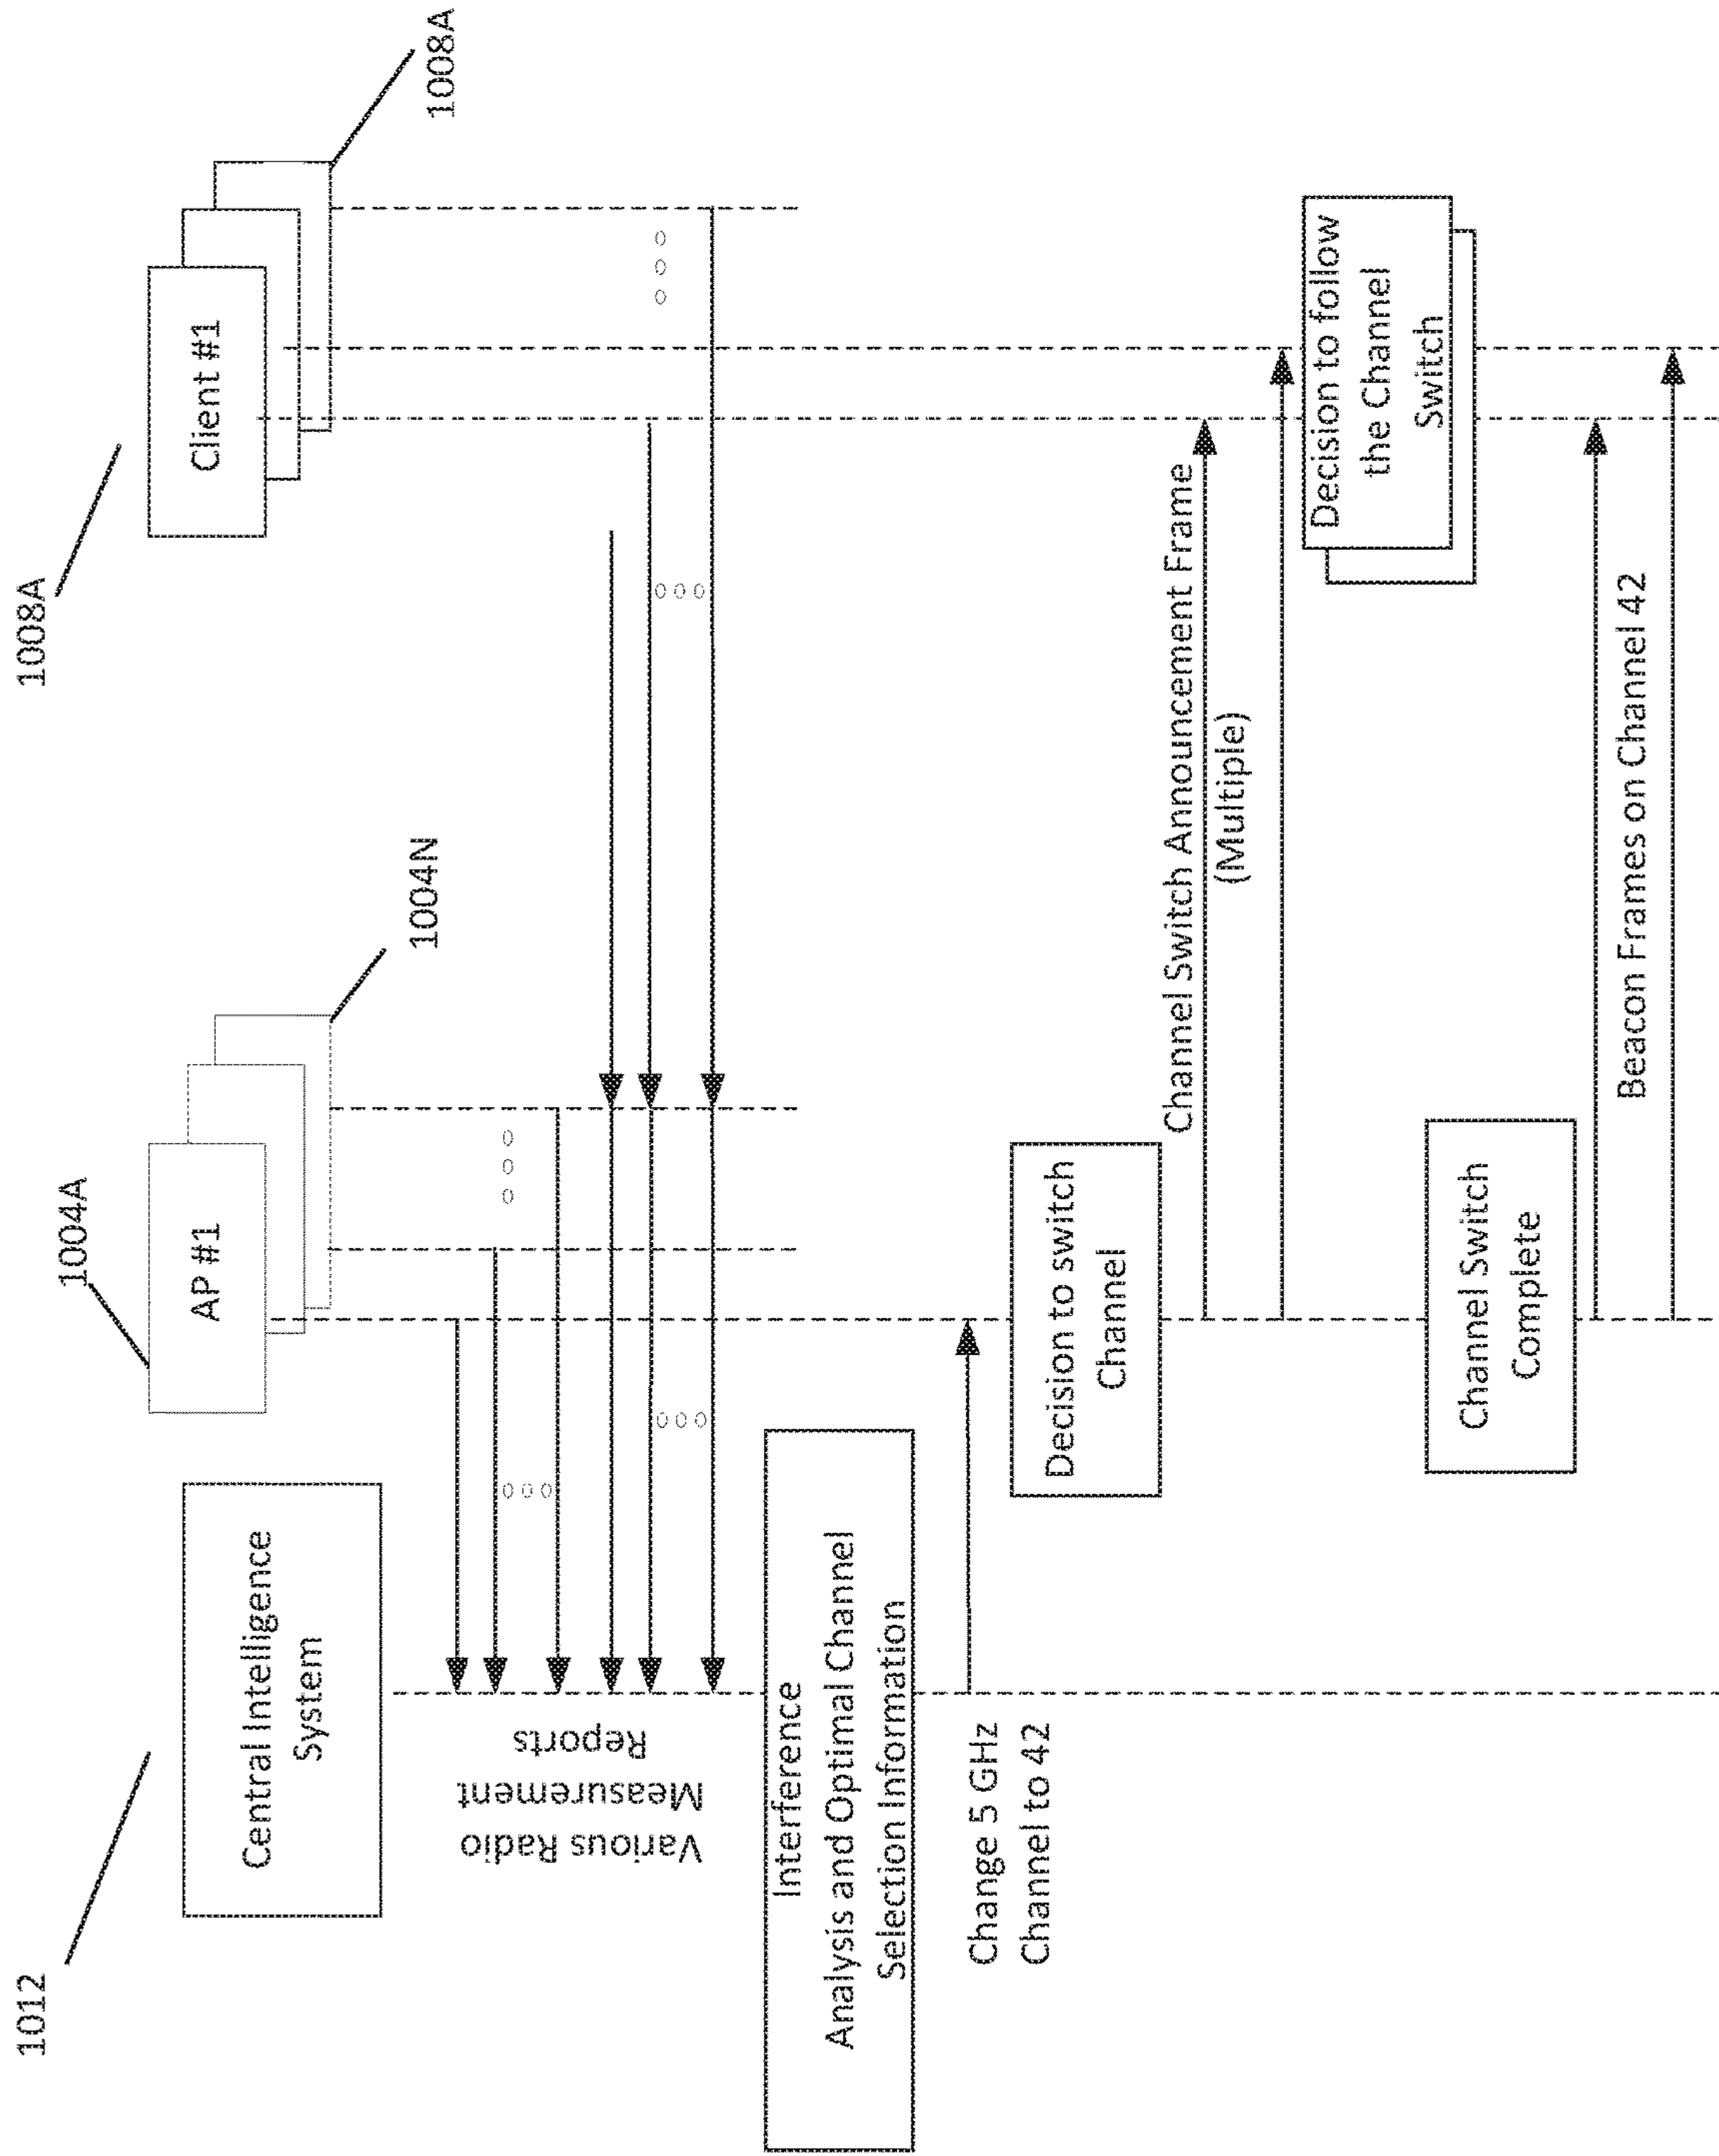 1012
Central Intelligence
System
1004A
AP #1
1004N
1008A
Client #1
1008A
Various Radio
Measurement
Reports
Interference
Analysis and Optimal Channel
Selection Information
Change 5 GHz
Channel to 42
Decision to switch
Channel
Channel Switch Announcement Frame
(Multiple)
Decision to follow
the Channel
Switch
Channel Switch
Complete
Beacon Frames on Channel 42